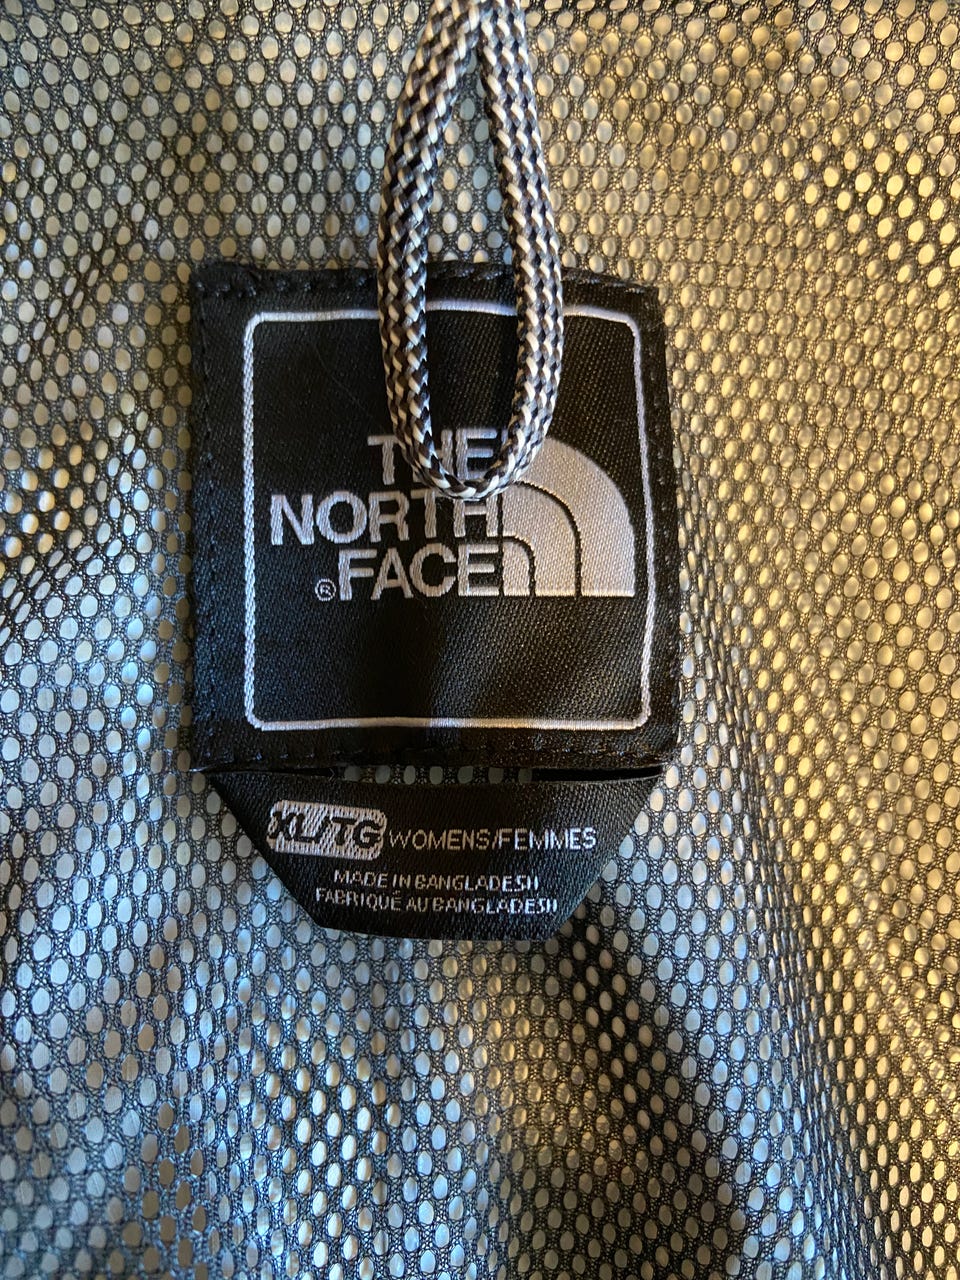 THE
NORTH
® FACE
XL/TG WOMENS/FEMMES
MADE IN BANGLADESH
FABRIQUÉ AU BANGLADESH